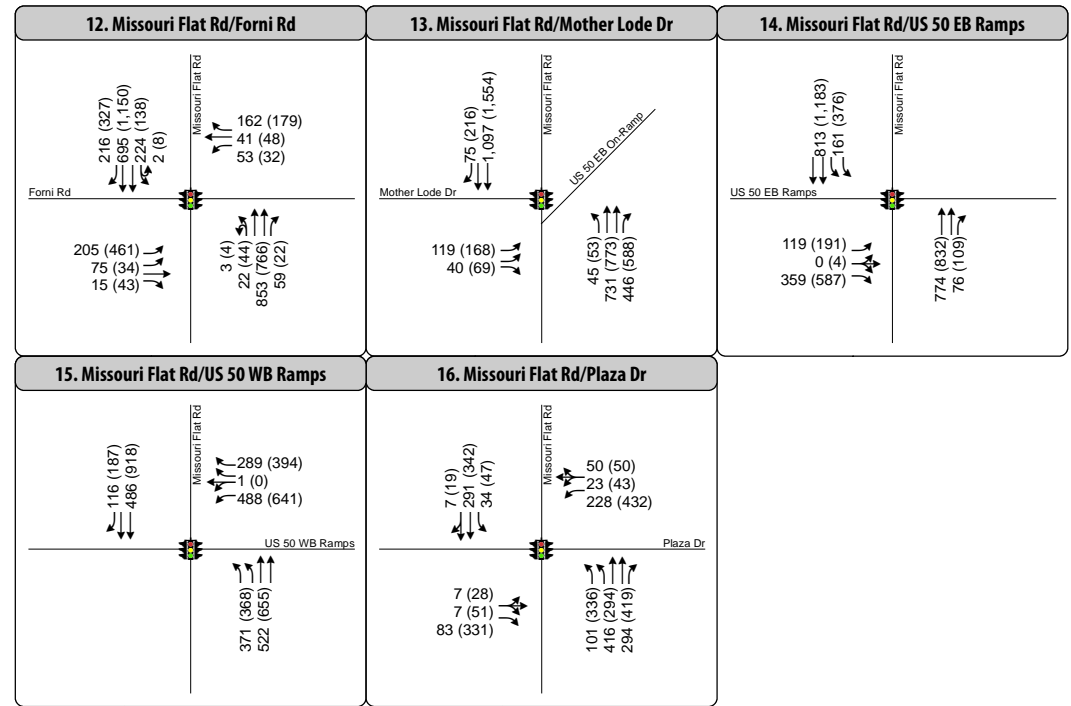 12. Missouri Flat Rd/Forni Rd
216 (327)
695 (1,150)
224 (138)
2 (8)
Missouri Flat Rd
162 (179)
41 (48)
53 (32)
Forni Rd
205 (461)
75 (34)
15 (43)
3 (4)
22 (44)
853 (766)
59 (22)
13. Missouri Flat Rd/Mother Lode Dr
75 (216)
1,097 (1,554)
Missouri Flat Rd
US 50 EB On-Ramp
Mother Lode Dr
119 (168)
40 (69)
45 (53)
731 (773)
446 (588)
14. Missouri Flat Rd/US 50 EB Ramps
813 (1,183)
161 (376)
Missouri Flat Rd
US 50 EB Ramps
119 (191)
0 (4)
359 (587)
774 (832)
76 (109)
15. Missouri Flat Rd/US 50 WB Ramps
116 (187)
486 (918)
Missouri Flat Rd
289 (394)
1 (0)
488 (641)
US 50 WB Ramps
371 (368)
522 (655)
16. Missouri Flat Rd/Plaza Dr
7 (19)
291 (342)
34 (47)
Missouri Flat Rd
50 (50)
23 (43)
228 (432)
Plaza Dr
7 (28)
7 (51)
83 (331)
101 (336)
416 (294)
294 (419)